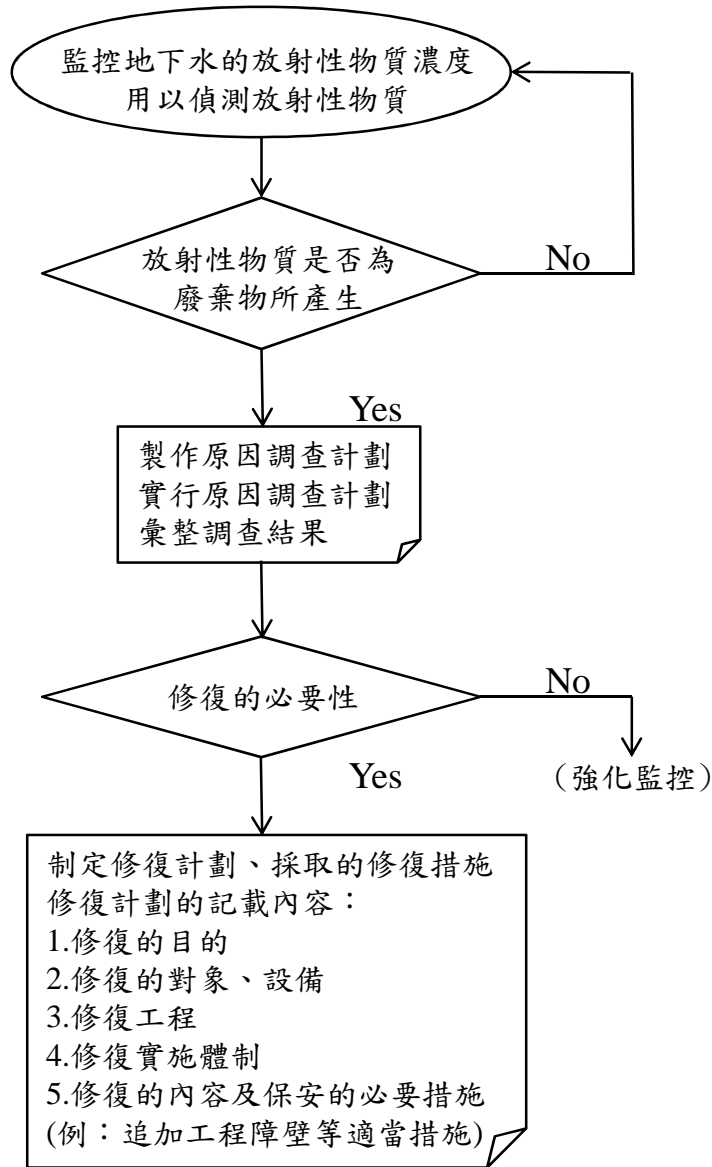 監控地下水的放射性物質濃度
用以偵測放射性物質
放射性物質是否為
廢棄物所產生
No
Yes
製作原因調查計劃
實行原因調查計劃
彙整調查結果
修復的必要性
No
Yes
（強化監控）
制定修復計劃、採取的修復措施
修復計劃的記載內容：
1.修復的目的
2.修復的對象、設備
3.修復工程
4.修復實施體制
5.修復的內容及保安的必要措施
(例：追加工程障壁等適當措施)